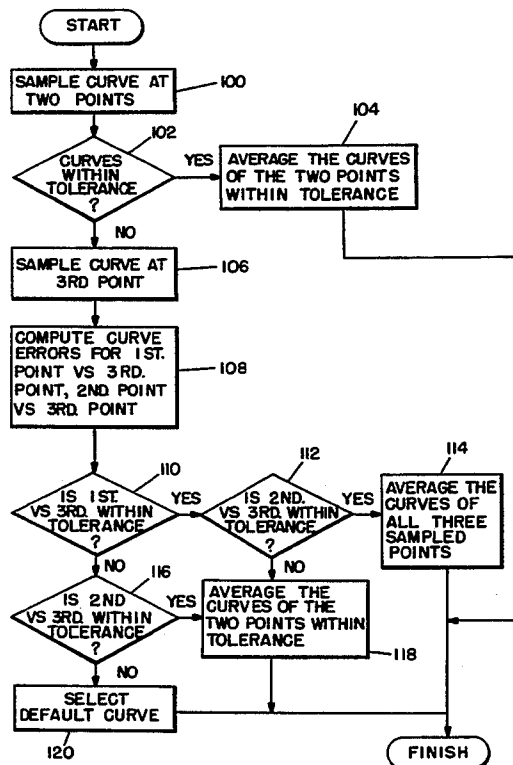 START
SAMPLE CURVE AT
TWO POINTS
100
102
CURVES
WITHIN
TOLERANCE
?
YES
NO
104
AVERAGE THE CURVES
OF THE TWO POINTS
WITHIN TOLERANCE
SAMPLE CURVE AT
3RD POINT
106
COMPUTE CURVE
ERRORS FOR 1ST.
POINT VS 3RD.
POINT, 2ND. POINT
VS 3RD. POINT
108
110
IS 1ST.
VS 3RD. WITHIN
TOLERANCE
?
YES
NO
112
IS 2ND.
VS 3RD. WITHIN
TOLERANCE
?
YES
NO
114
AVERAGE THE
CURVES OF
ALL THREE
SAMPLED
POINTS
116
IS 2ND
VS 3RD. WITHIN
TOLERANCE
?
YES
NO
AVERAGE THE
CURVES OF THE
TWO POINTS WITHIN
TOLERANCE
118
SELECT
DEFAULT CURVE
120
FINISH